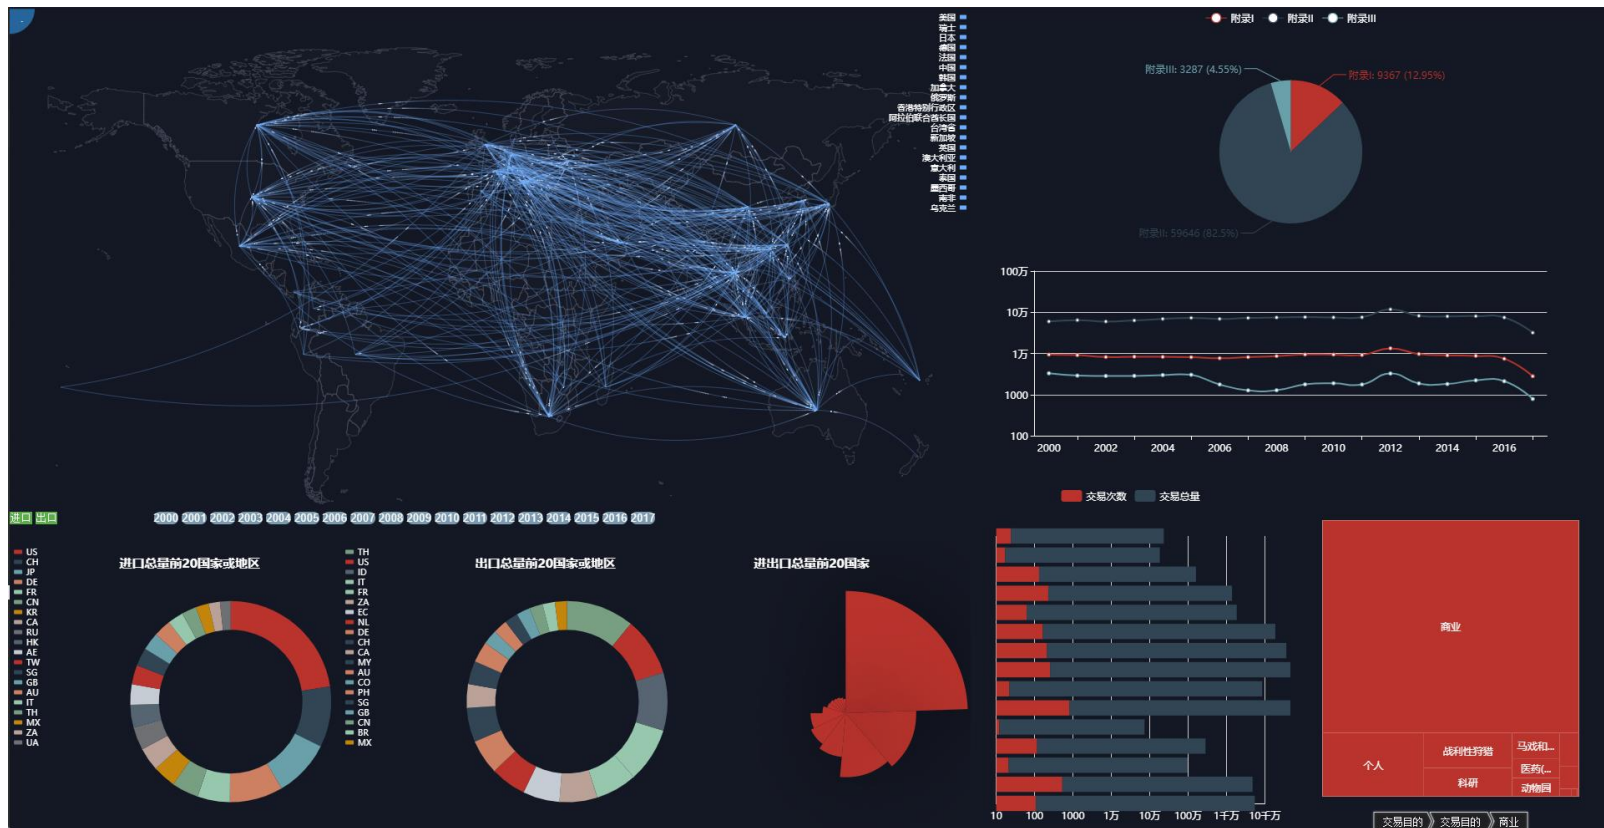 美国
瑞士
日本
德国
法国
中国
韩国
加拿大
俄罗斯
香港特别行政区
阿拉伯联合酋长国
台湾省
新加坡
英国
澳大利亚
意大利
泰国
墨西哥
南非
乌克兰
附录I 附录II 附录III
附录III: 3287 (4.55%)
附录I: 9367 (12.95%)
附录II: 59646 (82.5%)
100万
10万
1万
1000
100
2000 2002 2004 2006 2008 2010 2012 2014 2016
进口 出口
2000 2001 2002 2003 2004 2005 2006 2007 2008 2009 2010 2011 2012 2013 2014 2015 2016 2017
进口总量前20国家或地区
US
CH
JP
DE
FR
CN
KR
CA
RU
HK
AE
TW
SG
GB
AU
IT
TH
MX
ZA
UA
出口总量前20国家或地区
TH
US
ID
IT
FR
ZA
EC
NL
DE
CH
CA
MY
AU
CO
PH
SG
GB
CN
BR
MX
进出口总量前20国家
交易次数 交易总量
10 100 1000 1万 10万 100万 1千万 10千万
商业
个人
战利性狩猎
科研
马戏和...
医药(...
动物园
交易目的 交易目的 商业